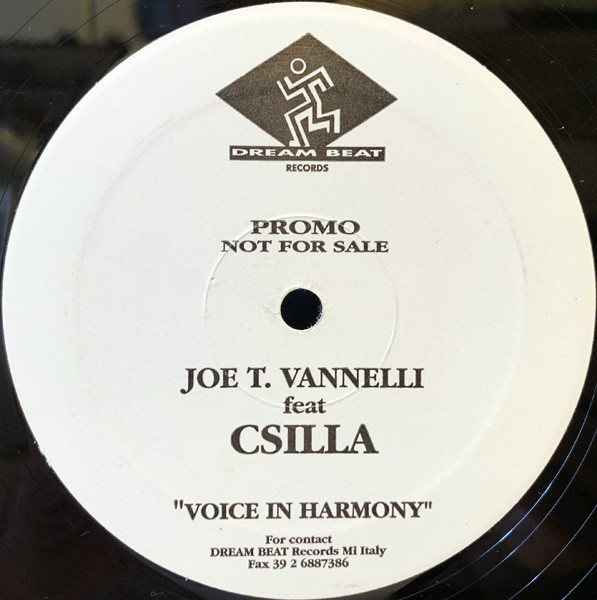 DREAM BEAT
RECORDS
PROMO
NOT FOR SALE
JOE T. VANNELLI
feat
CSILLA
"VOICE IN HARMONY"
For contact
DREAM BEAT Records Mi Italy
Fax 39 2 6887386